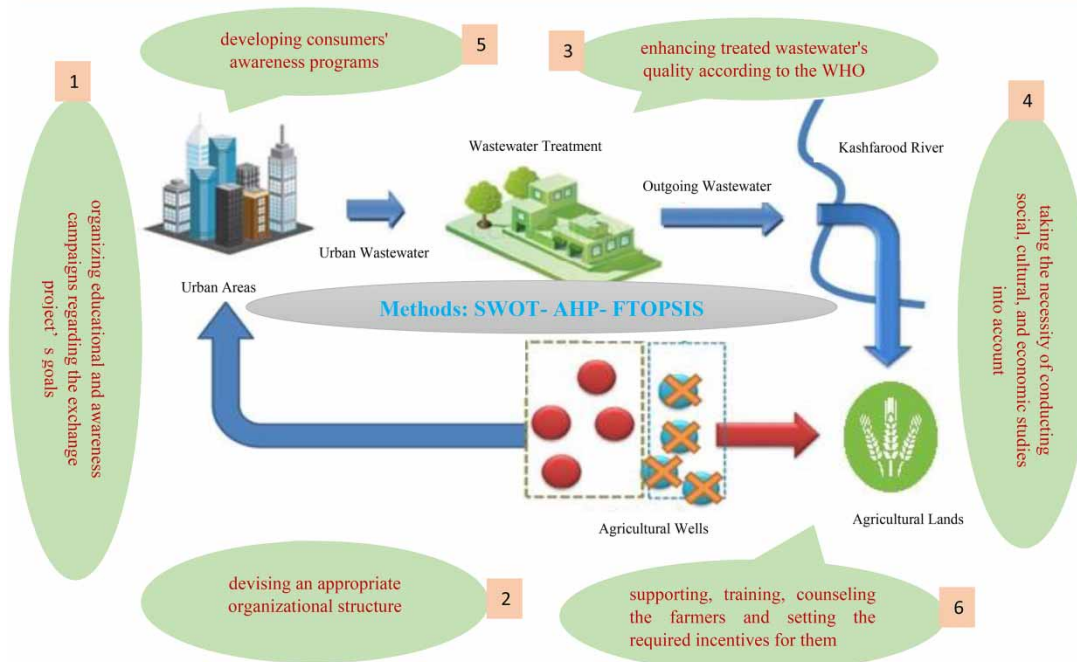 developing consumers'
awareness programs
5
3
enhancing treated wastewater's
quality according to the WHO
1
organizing educational and awareness
campaigns regarding the exchange
project’s goals
4
taking the necessity of conducting
social, cultural, and economic studies
into account
Wastewater Treatment
Kashfarood River
Outgoing Wastewater
Urban Wastewater
Urban Areas
Methods: SWOT- AHP- FTOPSIS
Agricultural Wells
Agricultural Lands
devising an appropriate
organizational structure
2
supporting, training, counseling
the farmers and setting the
required incentives for them
6